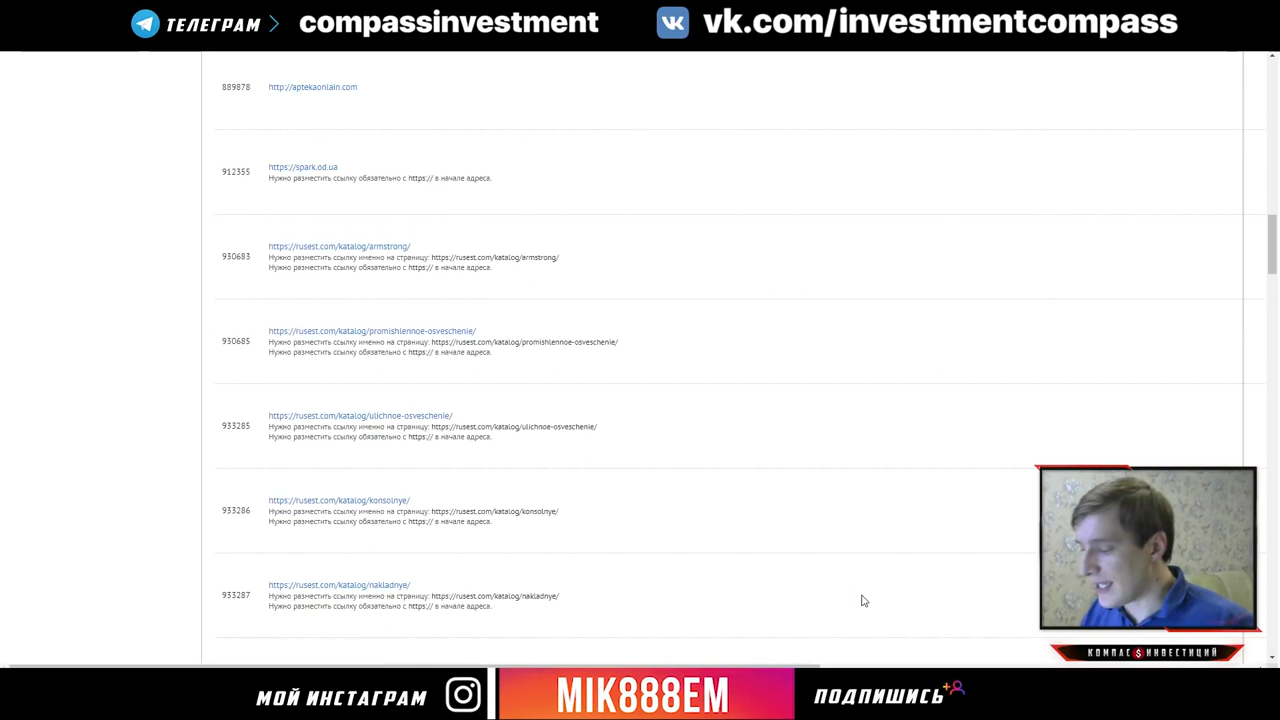 ТЕЛЕГРАМ compassinvestment vk.com/investmentcompass
889878 http://aptekaonlain.com
912355 https://spark.od.ua
Нужно разместить ссылку обязательно с https:// в начале адреса.
930683 https://rusest.com/katalog/armstrong/
Нужно разместить ссылку именно на страницу: https://rusest.com/katalog/armstrong/
Нужно разместить ссылку обязательно с https:// в начале адреса.
930685 https://rusest.com/katalog/promishlennoe-osveschenie/
Нужно разместить ссылку именно на страницу: https://rusest.com/katalog/promishlennoe-osveschenie/
Нужно разместить ссылку обязательно с https:// в начале адреса.
933285 https://rusest.com/katalog/ulichnoe-osveschenie/
Нужно разместить ссылку именно на страницу: https://rusest.com/katalog/ulichnoe-osveschenie/
Нужно разместить ссылку обязательно с https:// в начале адреса.
933286 https://rusest.com/katalog/konsolnye/
Нужно разместить ссылку именно на страницу: https://rusest.com/katalog/konsolnye/
Нужно разместить ссылку обязательно с https:// в начале адреса.
933287 https://rusest.com/katalog/nakladnye/
Нужно разместить ссылку именно на страницу: https://rusest.com/katalog/nakladnye/
Нужно разместить ссылку обязательно с https:// в начале адреса.
КОМПАС $ ИНВЕСТИЦИЙ
МОЙ ИНСТАГРАМ MIK888EM ПОДПИШИСЬ